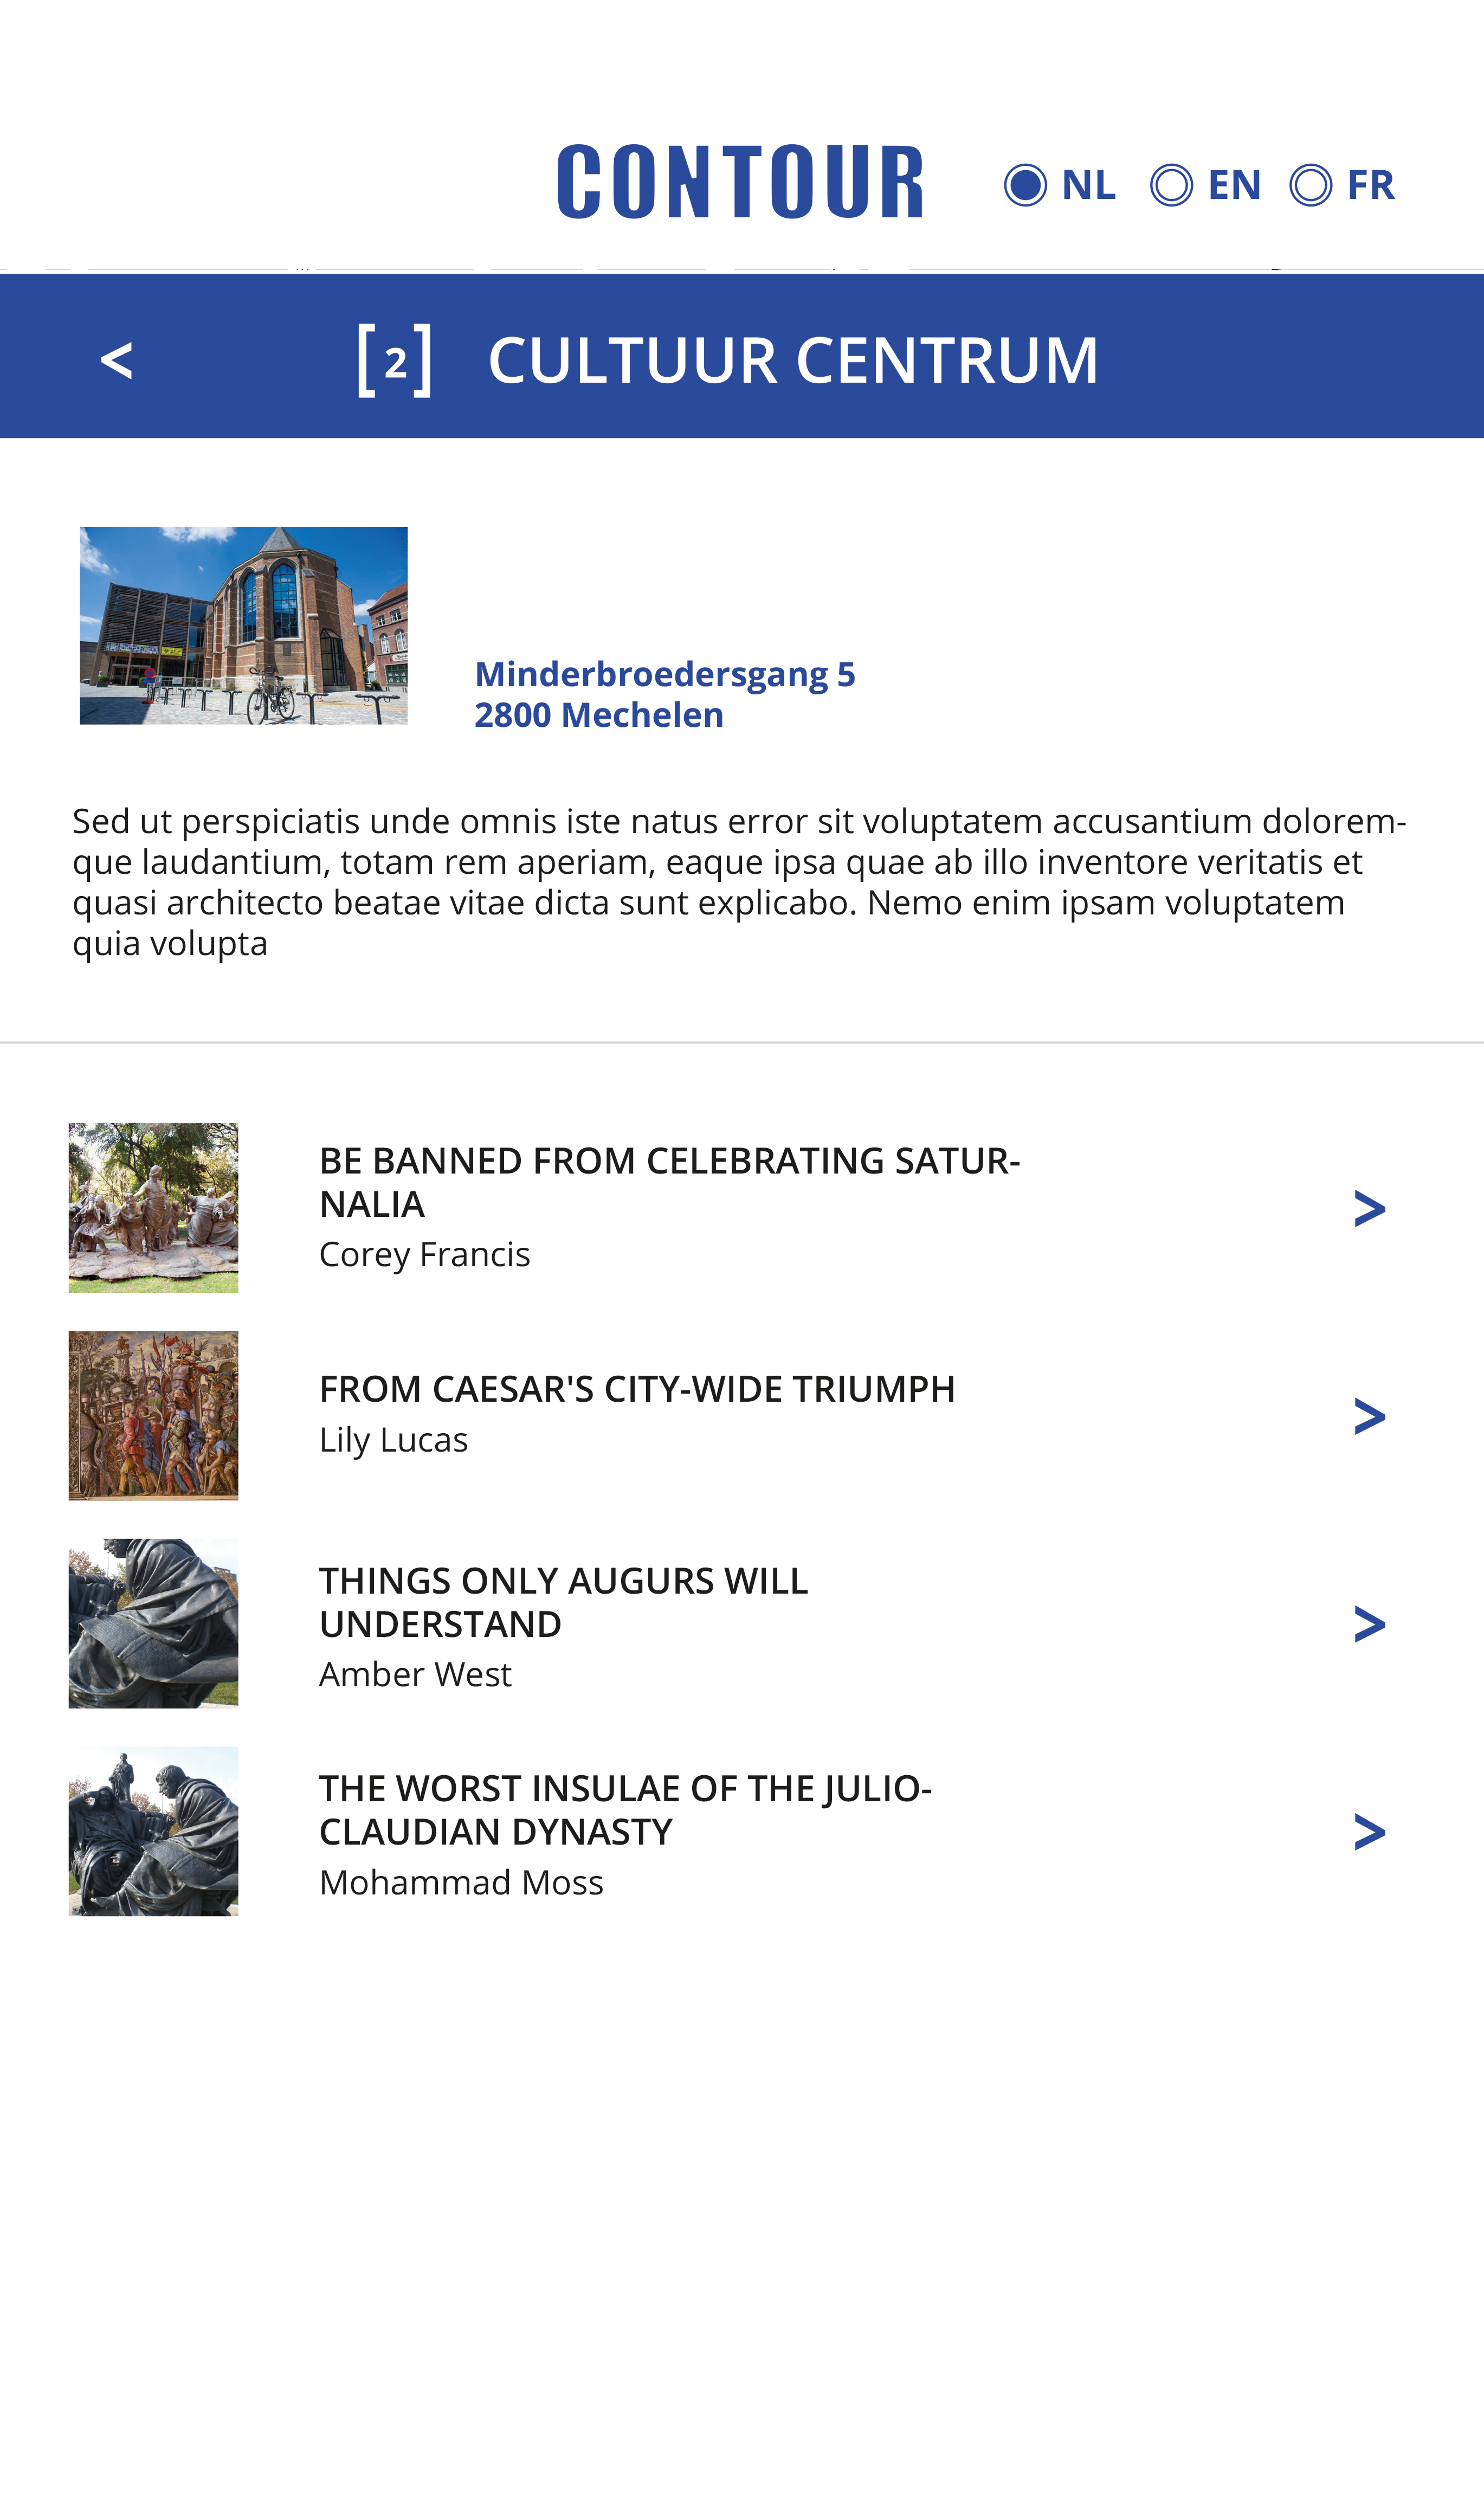 CONTOUR
NL EN FR
< [2] CULTUUR CENTRUM
Minderbroedersgang 5
2800 Mechelen
Sed ut perspiciatis unde omnis iste natus error sit voluptatem accusantium dolorem-
que laudantium, totam rem aperiam, eaque ipsa quae ab illo inventore veritatis et
quasi architecto beatae vitae dicta sunt explicabo. Nemo enim ipsam voluptatem
quia volupta
BE BANNED FROM CELEBRATING SATUR-
NALIA
Corey Francis
>
FROM CAESAR'S CITY-WIDE TRIUMPH
Lily Lucas
>
THINGS ONLY AUGURS WILL
UNDERSTAND
Amber West
>
THE WORST INSULAE OF THE JULIO-
CLAUDIAN DYNASTY
Mohammad Moss
>